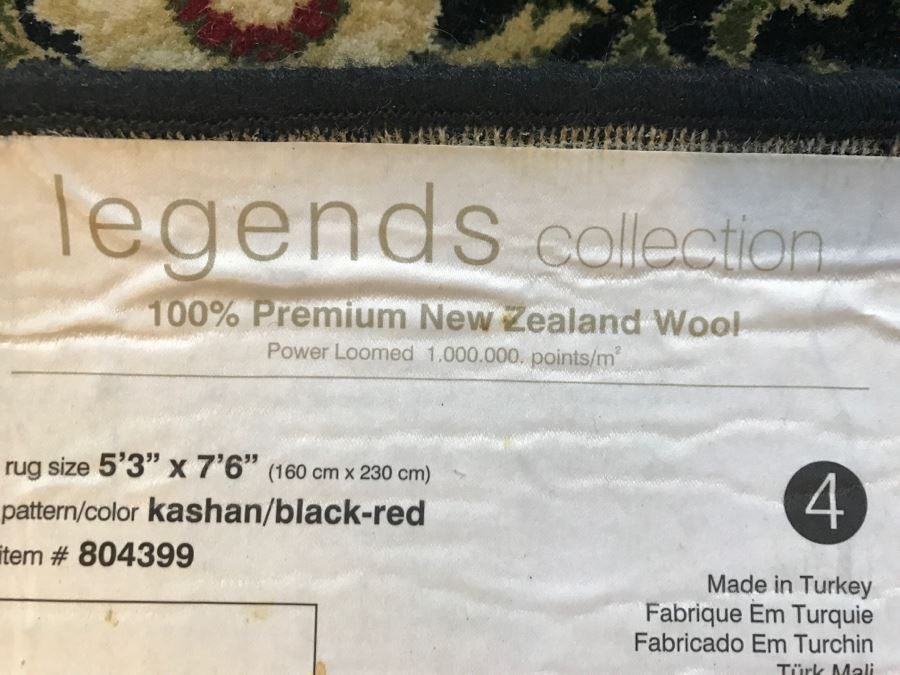 legends collection
100% Premium New Zealand Wool
Power Loomed 1.000.000. points/m²
rug size 5'3" x 7'6" (160 cm x 230 cm)
pattern/color kashan/black-red
item # 804399
4
Made in Turkey
Fabrique Em Turquie
Fabricado Em Turchin
Türk Mali